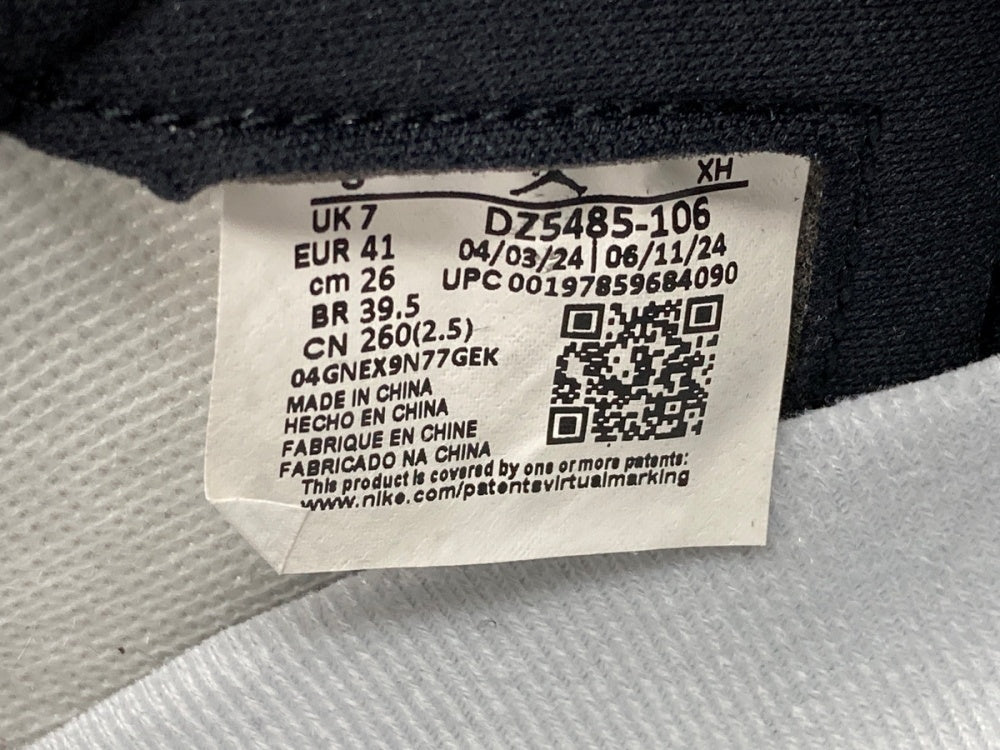 XH
UK 7
EUR 41
cm 26
BR 39.5
CN 260(2.5)
DZ5485-106
04/03/24 | 06/11/24
UPC 00197859684090
04GNEX9N77GEK
MADE IN CHINA
HECHO EN CHINA
FABRIQUE EN CHINE
FABRICADO NA CHINA
This product is covered by one or more patents:
www.nike.com/patentsvirtualmarking